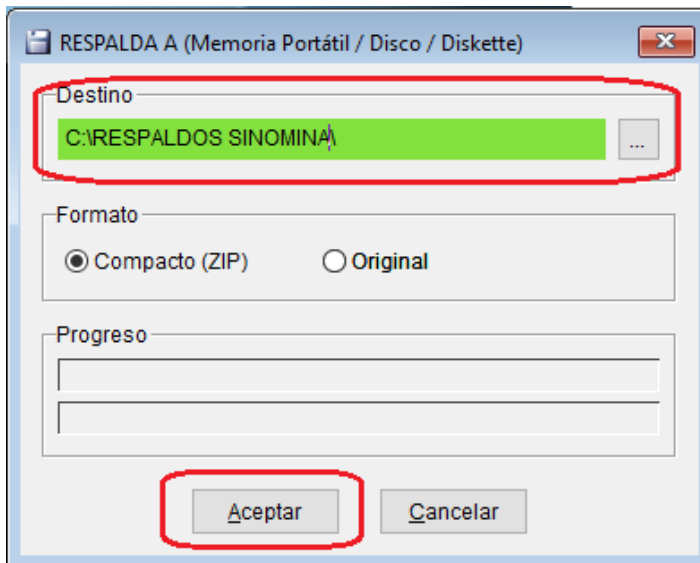 RESPALDA A (Memoria Portátil / Disco / Diskette)
Destino
C:\RESPALDOS SINOMINA\
...
Formato
Compacto (ZIP) Original
Progreso
Aceptar Cancelar